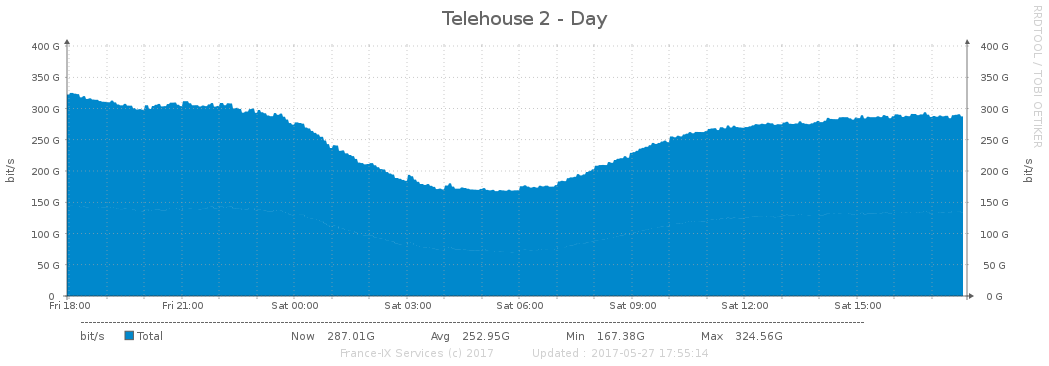 Telehouse 2 - Day
RRDTOOL / TOBI OETIKER
400 G 400 G
350 G 350 G
300 G 300 G
250 G 250 G
200 G 200 G
150 G 150 G
100 G 100 G
50 G 50 G
0 0 G
bit/s bit/s
Fri 18:00 Fri 21:00 Sat 00:00 Sat 03:00 Sat 06:00 Sat 09:00 Sat 12:00 Sat 15:00
bit/s Total Now 287.01G Avg 252.95G Min 167.38G Max 324.56G
France-IX Services (c) 2017 Updated : 2017-05-27 17:55:14